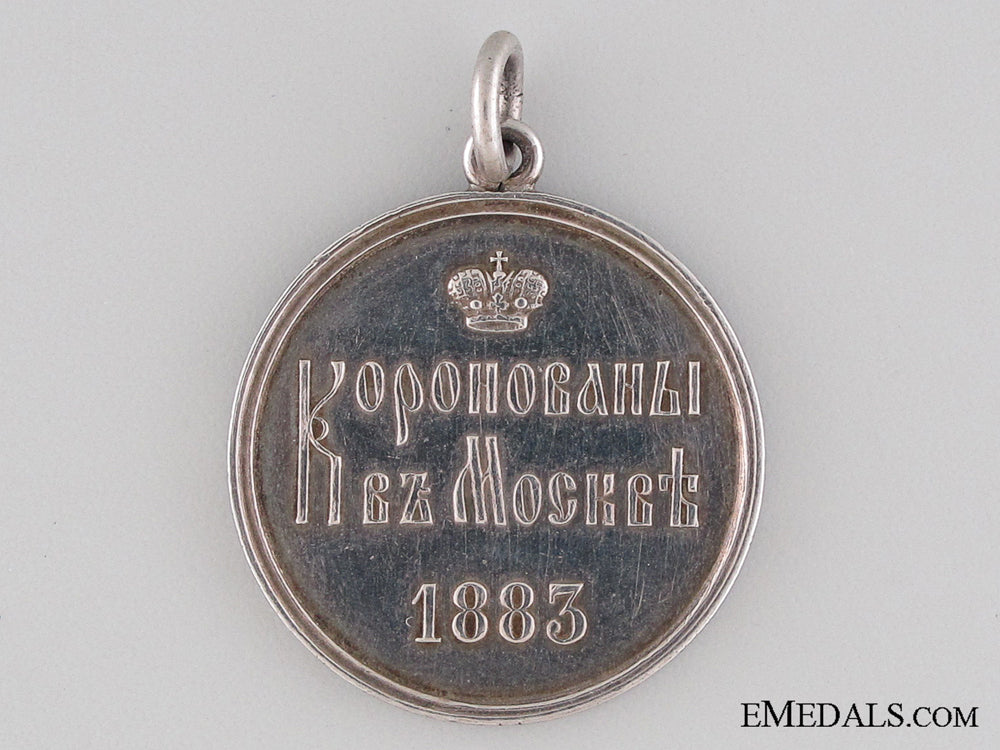 Коронованы
въ Москвѣ
1883
EMEDALS.COM